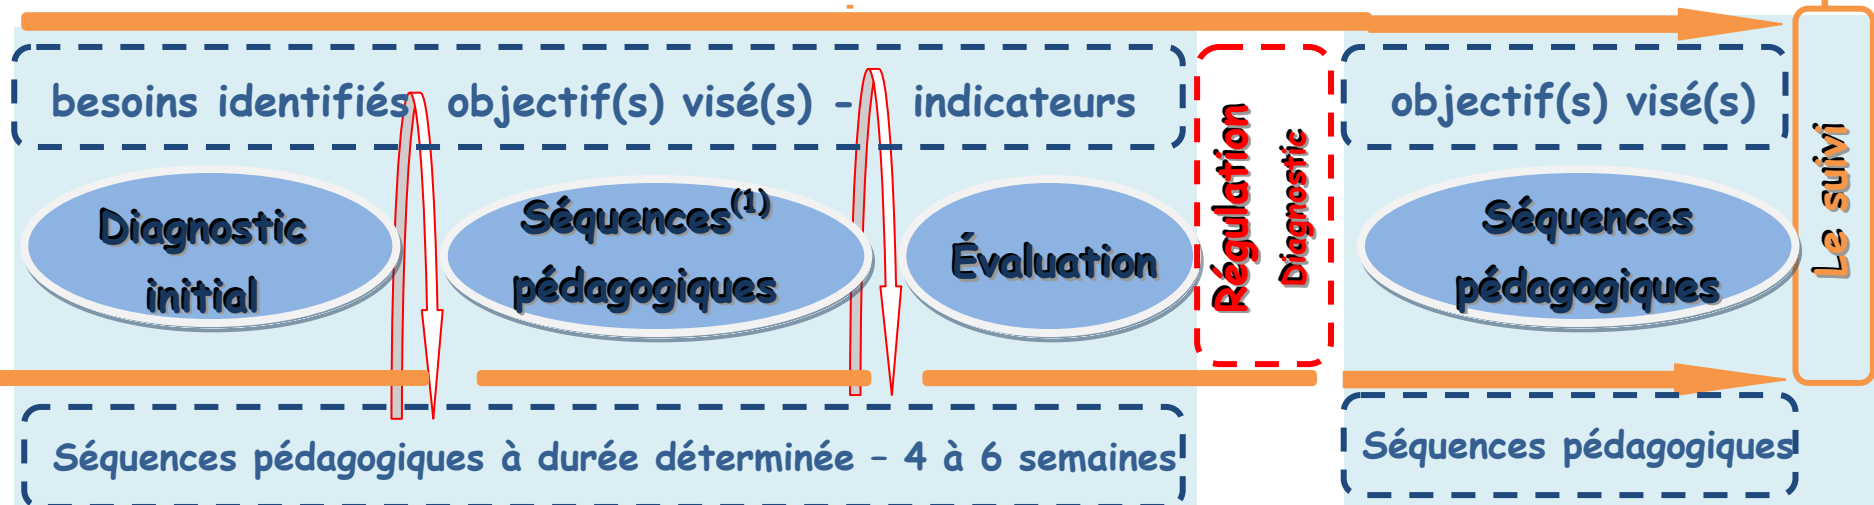 besoins identifiés objectif(s) visé(s) - indicateurs
objectif(s) visé(s)
Diagnostic
initial
Séquences(1)
pédagogiques
Évaluation
Régulation
Diagnostic
Séquences
pédagogiques
Le suivi
Séquences pédagogiques à durée déterminée – 4 à 6 semaines
Séquences pédagogiques